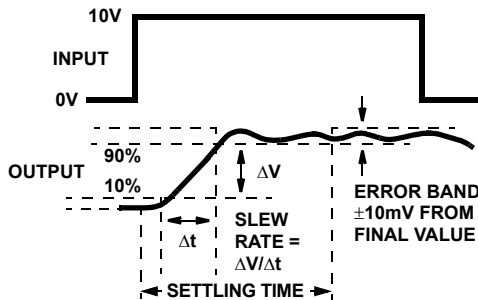 10V
INPUT
0V
90%
OUTPUT
10%
ΔV
Δt
SLEW
RATE =
ΔV/Δt
ERROR BAND
±10mV FROM
FINAL VALUE
SETTLING TIME